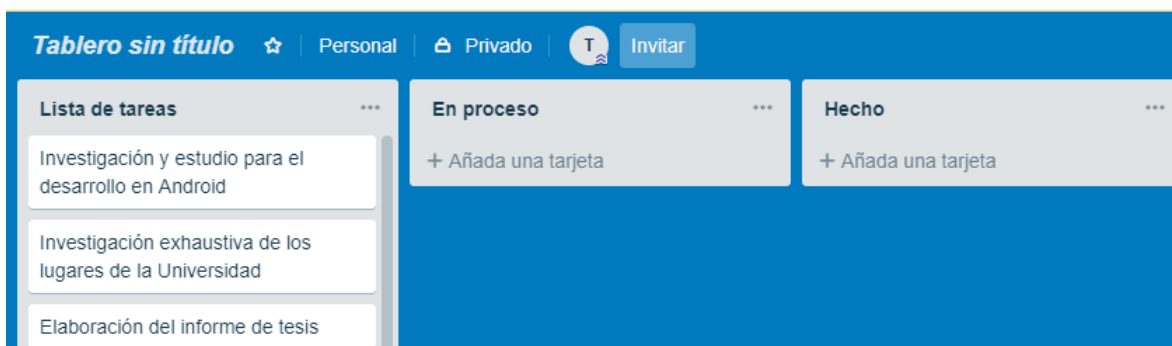 Tablero sin título Personal Privado T Invitar
Lista de tareas
Investigación y estudio para el
desarrollo en Android
Investigación exhaustiva de los
lugares de la Universidad
Elaboración del informe de tesis
En proceso
+ Añada una tarjeta
Hecho
+ Añada una tarjeta